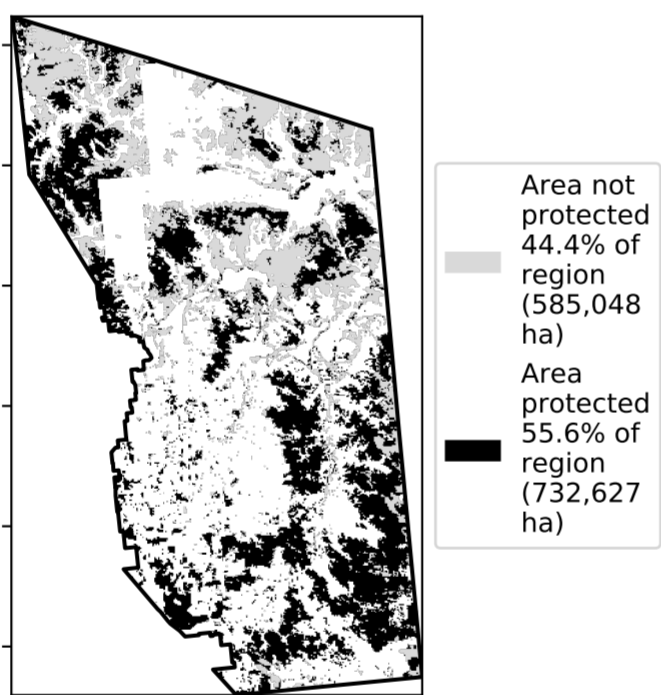 Area not
protected
44.4% of
region
(585,048
ha)
Area
protected
55.6% of
region
(732,627
ha)